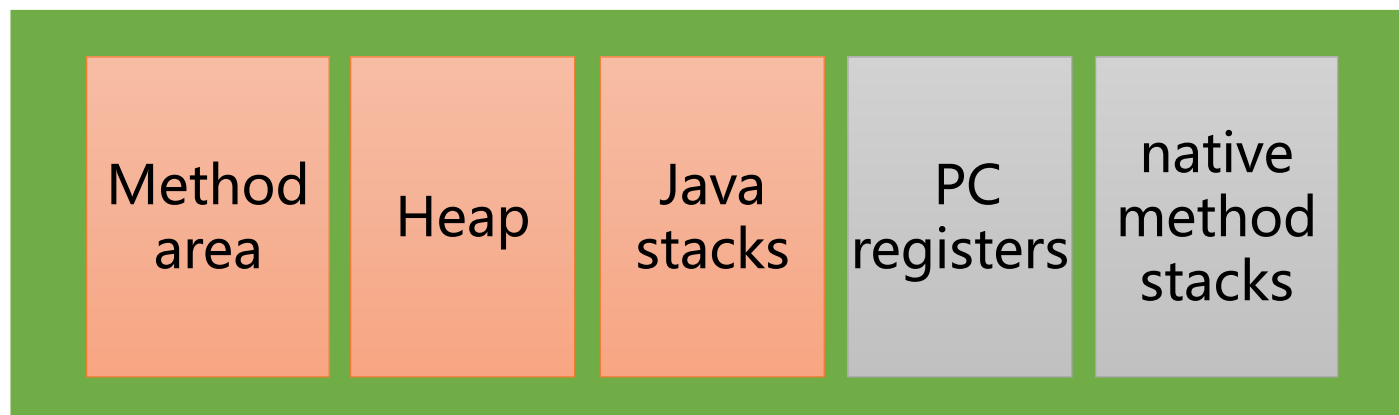 Method
area
Heap
Java
stacks
PC
registers
native
method
stacks